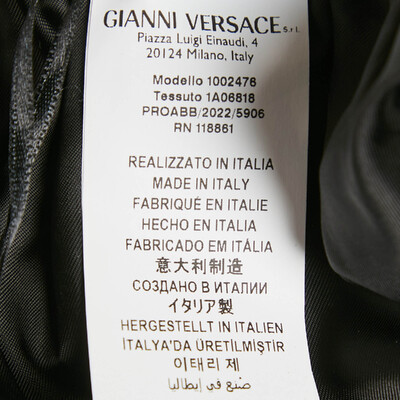 GIANNI VERSACE S.r.l.
Piazza Luigi Einaudi, 4
20124 Milano, Italy
Modello 1002476
Tessuto 1A06818
PROABB/2022/5906
RN 118861
REALIZZATO IN ITALIA
MADE IN ITALY
FABRIQUÉ EN ITALIE
HECHO EN ITALIA
FABRICADO EM ITÁLIA
意大利制造
СОЗДАНО В ИТАЛИИ
イタリア製
HERGESTELLT IN ITALIEN
İTALYA'DA ÜRETİLMİŞTİR
이태리 제
صنع في إيطاليا